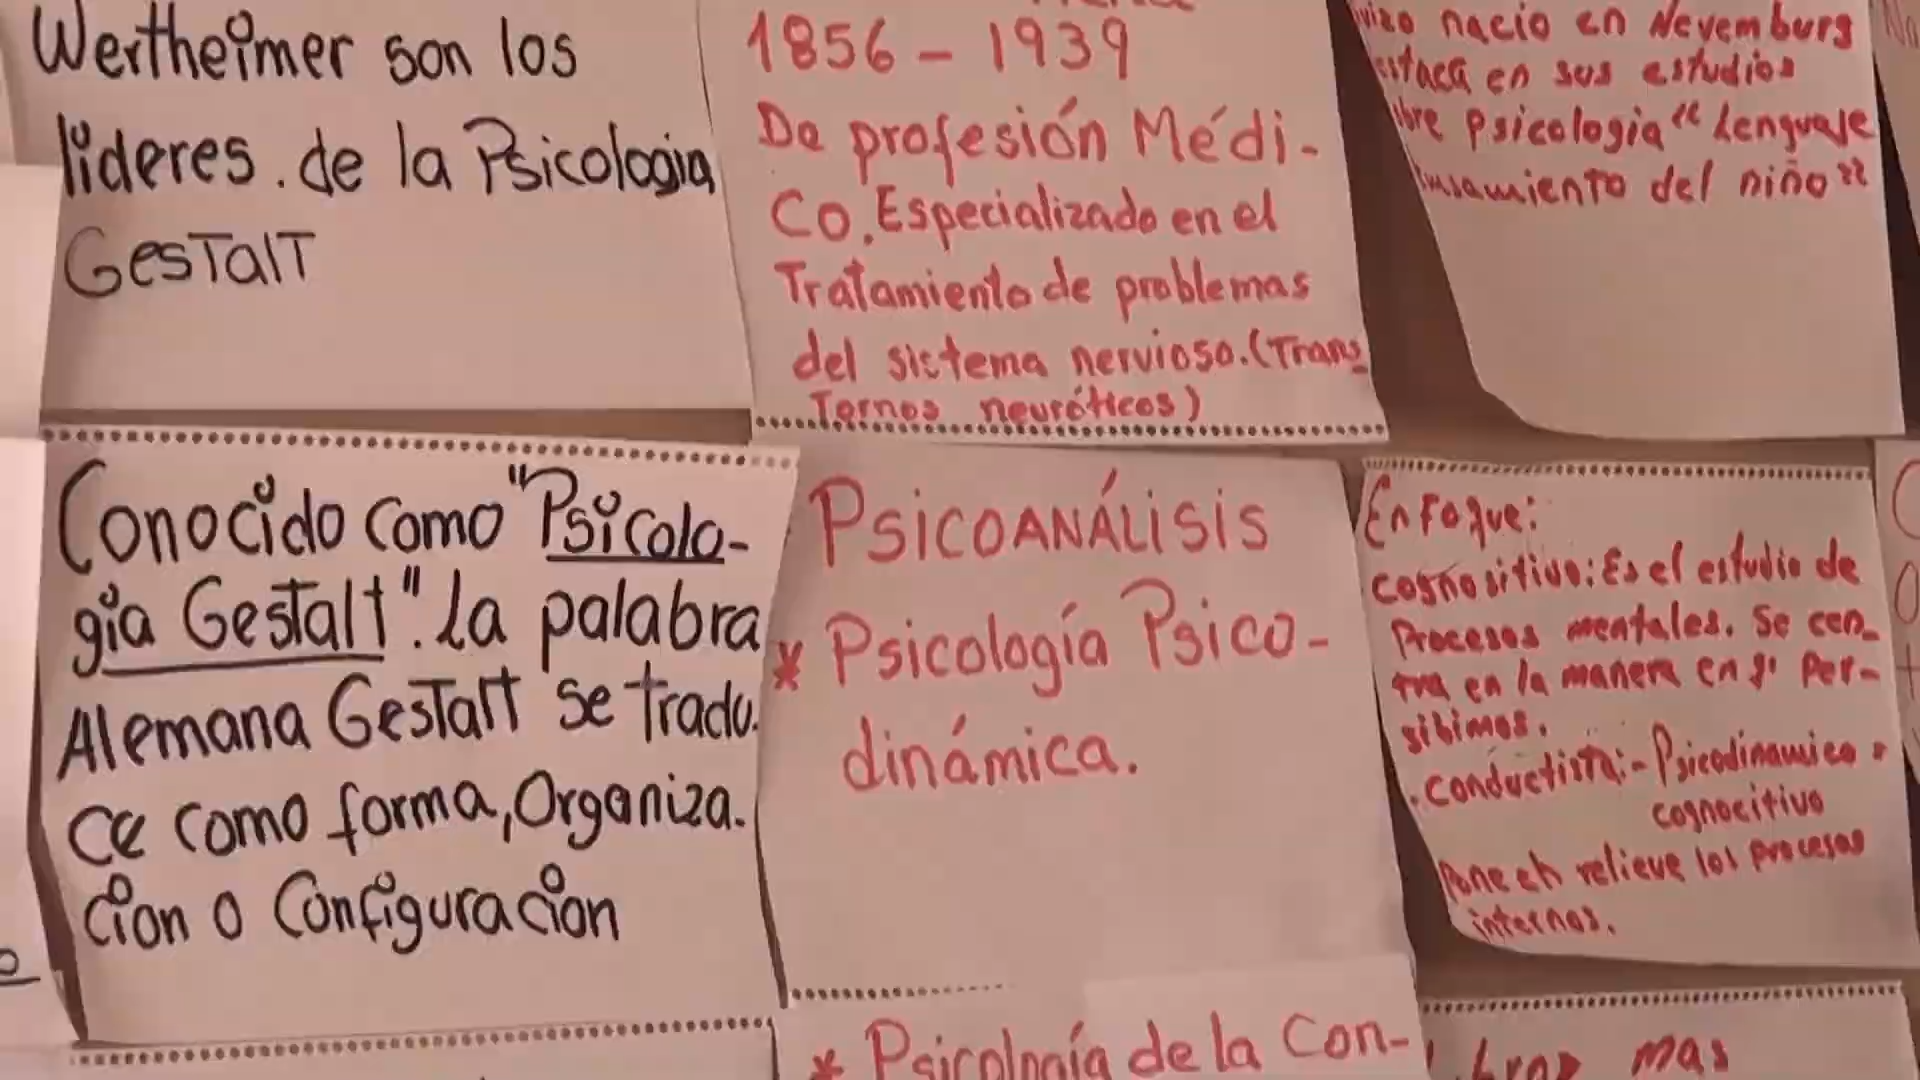 Wertheimer son los
lideres. de la Psicologia
GesTalT
1856 - 1939
De profesión Médi-
co. Especializado en el
Tratamiento de problemas
del sistema nervioso. (Trans-
Tornos neuróticos)
nacio en Nevemburg
en sus estudios
psicologia "Lenguaje
del niño"
Conocido como "Psicolo-
gia Gestalt". La palabra
Alemana GesTalT se tradu.
ce como forma, Organiza.
cion o Configuracion
PSICOANÁLISIS
* Psicología Psico-
dinámica.
Enfoque:
cognositivo: Es el estudio de
Procesos mentales. Se cen-
tra en la manera en q' Per-
sibimos.
. conductista: - Psicodinamico
cognocitivo
Pone en relieve los procesos
internos.
* Psicología de la Con-
mas